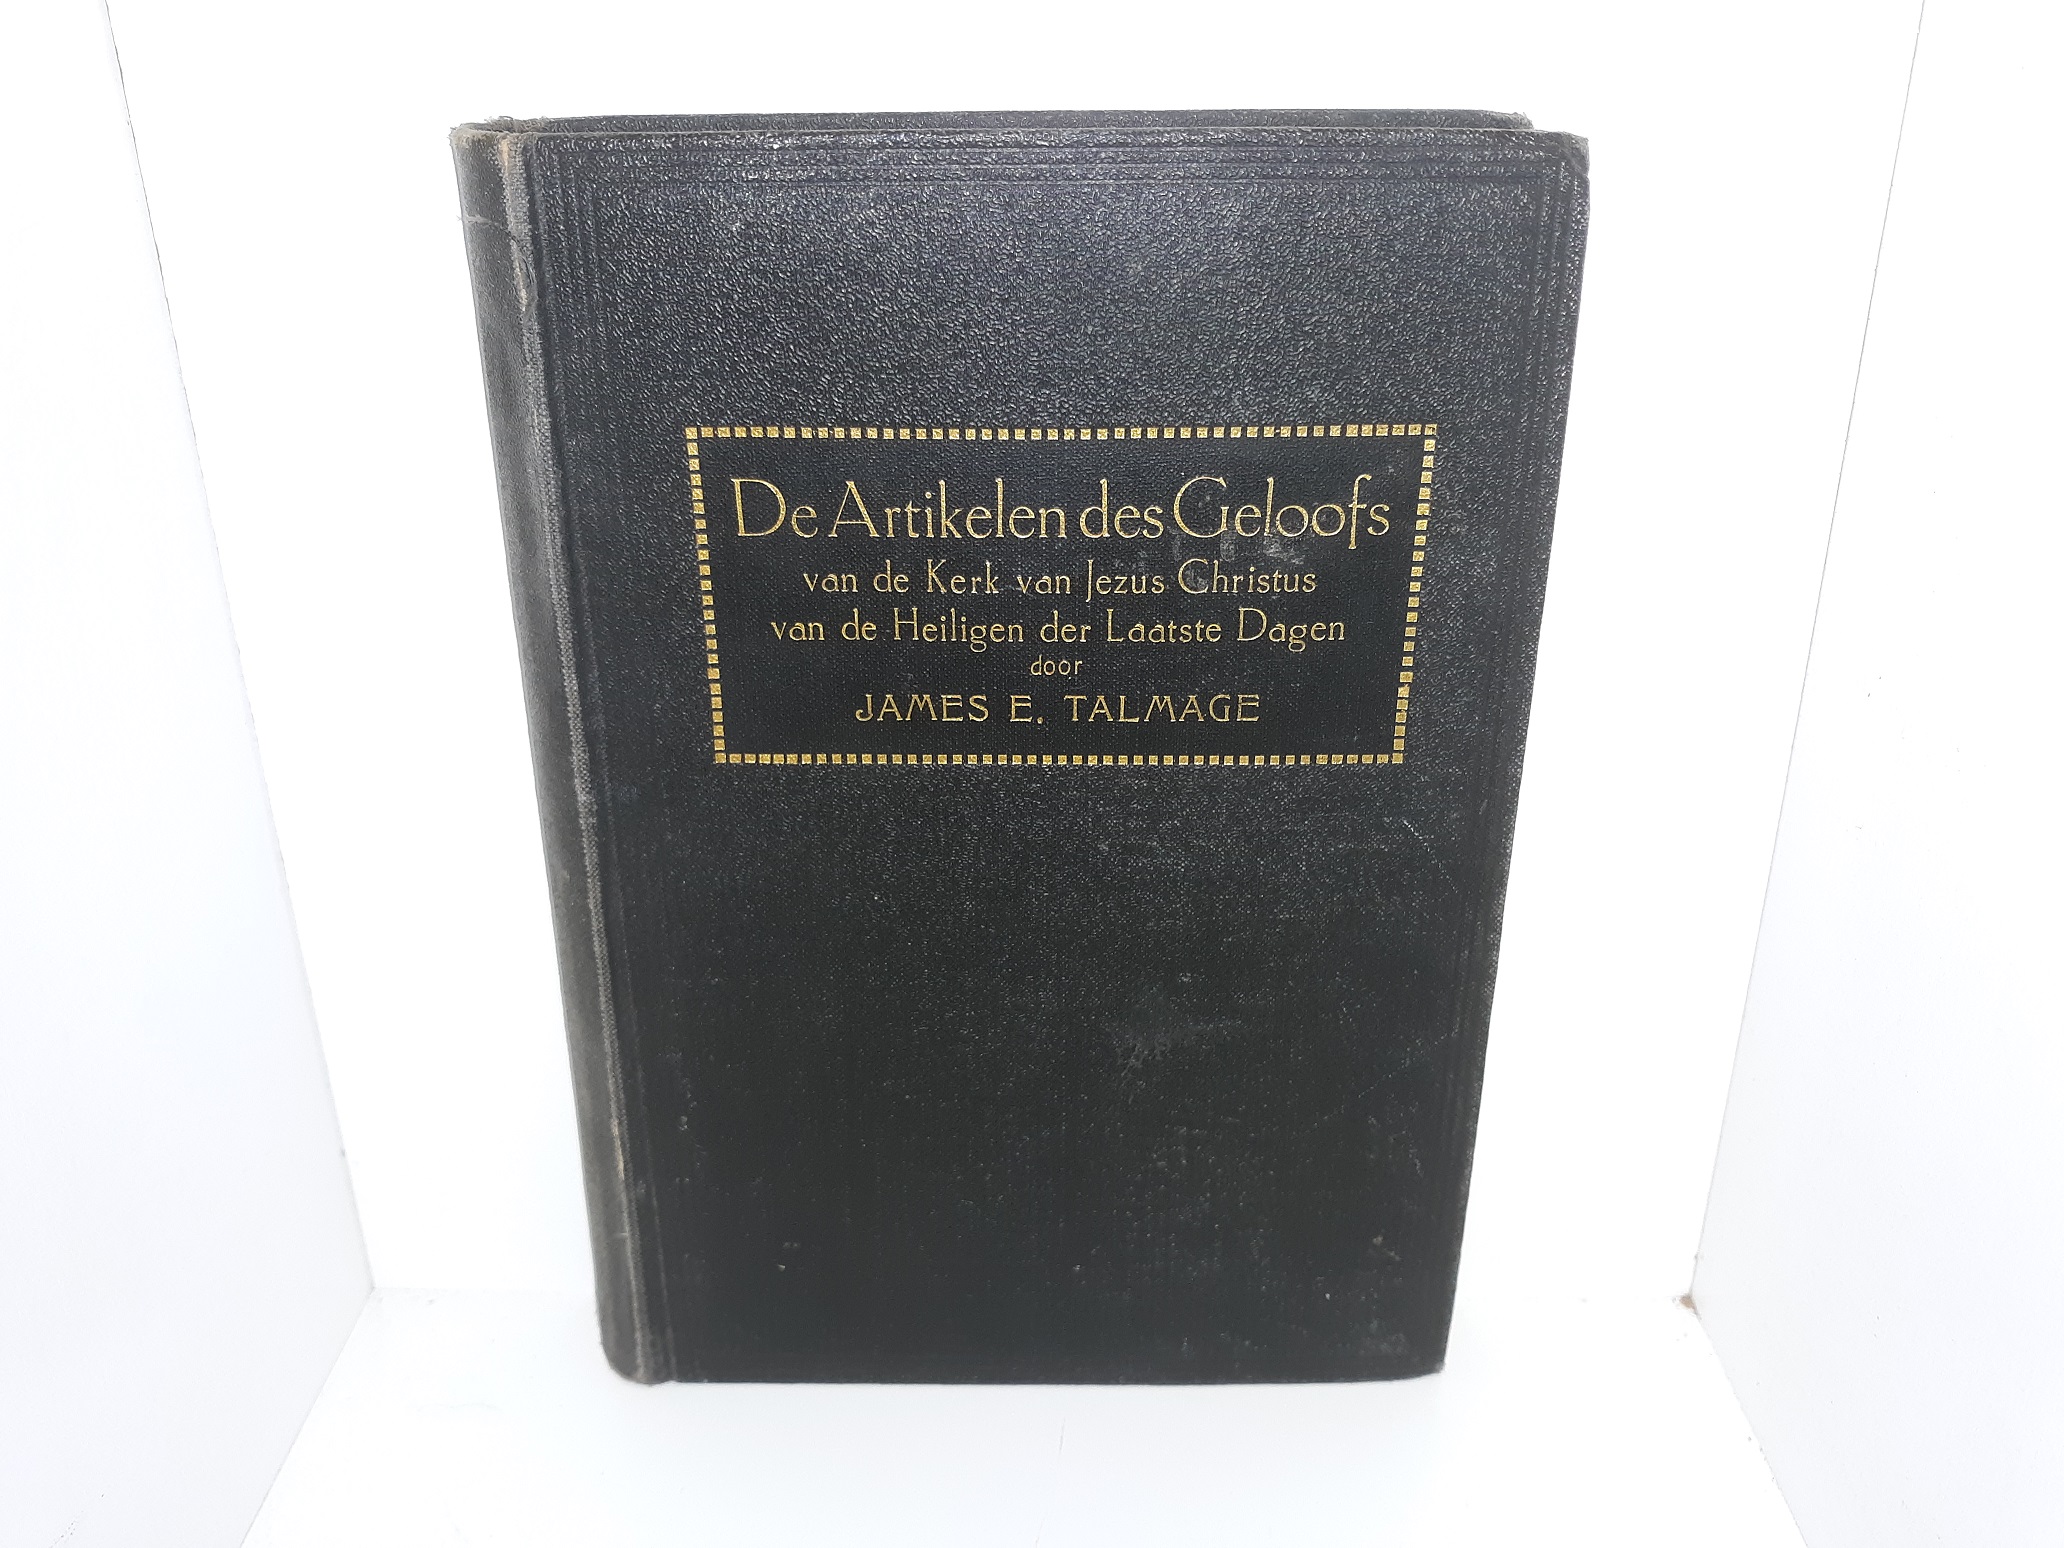 De Artikelen des Geloofs
van de Kerk van Jezus Christus
van de Heiligen der Laatste Dagen
door
JAMES E. TALMAGE